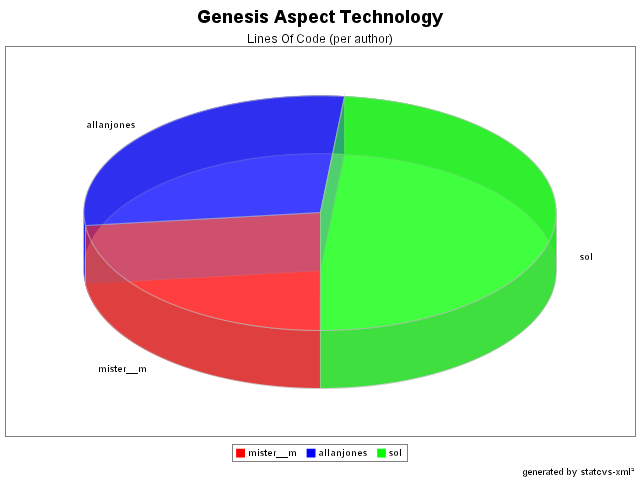 Genesis Aspect Technology
Lines Of Code (per author)
allanjones
sol
mister__m
mister__m allanjones sol
generated by statcvs-xml²